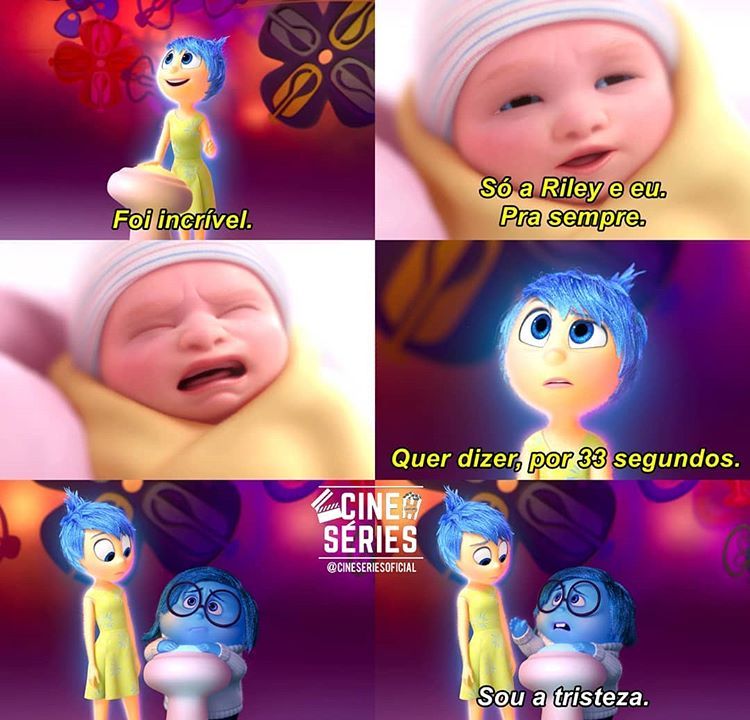 Foi incrível.
Só a Riley e eu.
Pra sempre.
Quer dizer, por 33 segundos.
CINE
SÉRIES
@CINESERIESOFICIAL
Sou a tristeza.